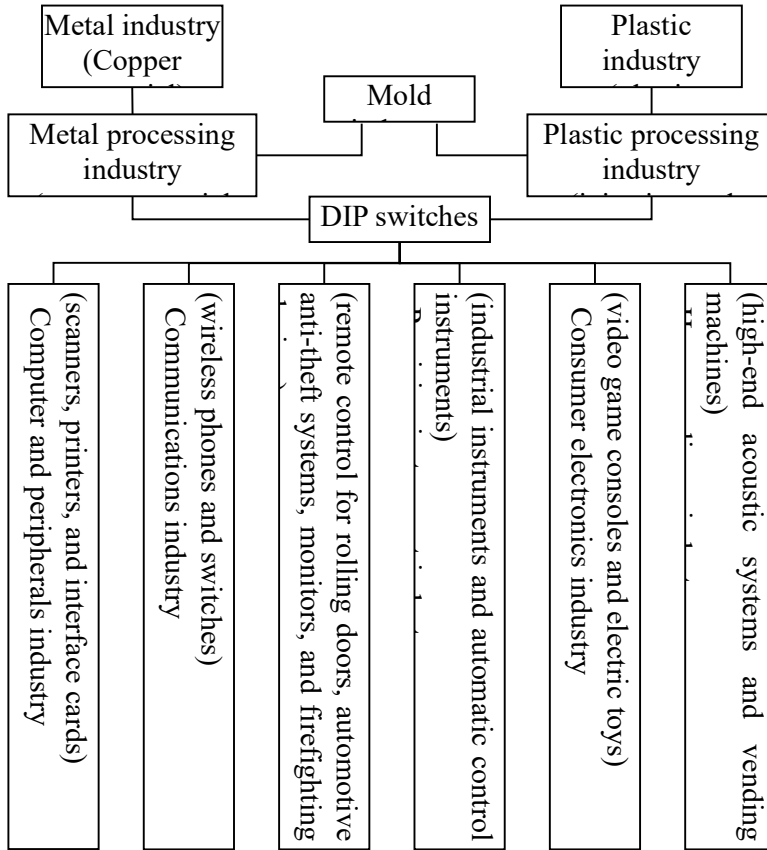 Metal industry
(Copper
Plastic
industry
Mold
Metal processing
industry
Plastic processing
industry
DIP switches
(scanners, printers, and interface cards)
Computer and peripherals industry
(wireless phones and switches)
Communications industry
(remote control for rolling doors, automotive
anti-theft systems, monitors, and firefighting
(industrial instruments and automatic control
instruments)
(video game consoles and electric toys)
Consumer electronics industry
(high-end acoustic systems and vending
machines)